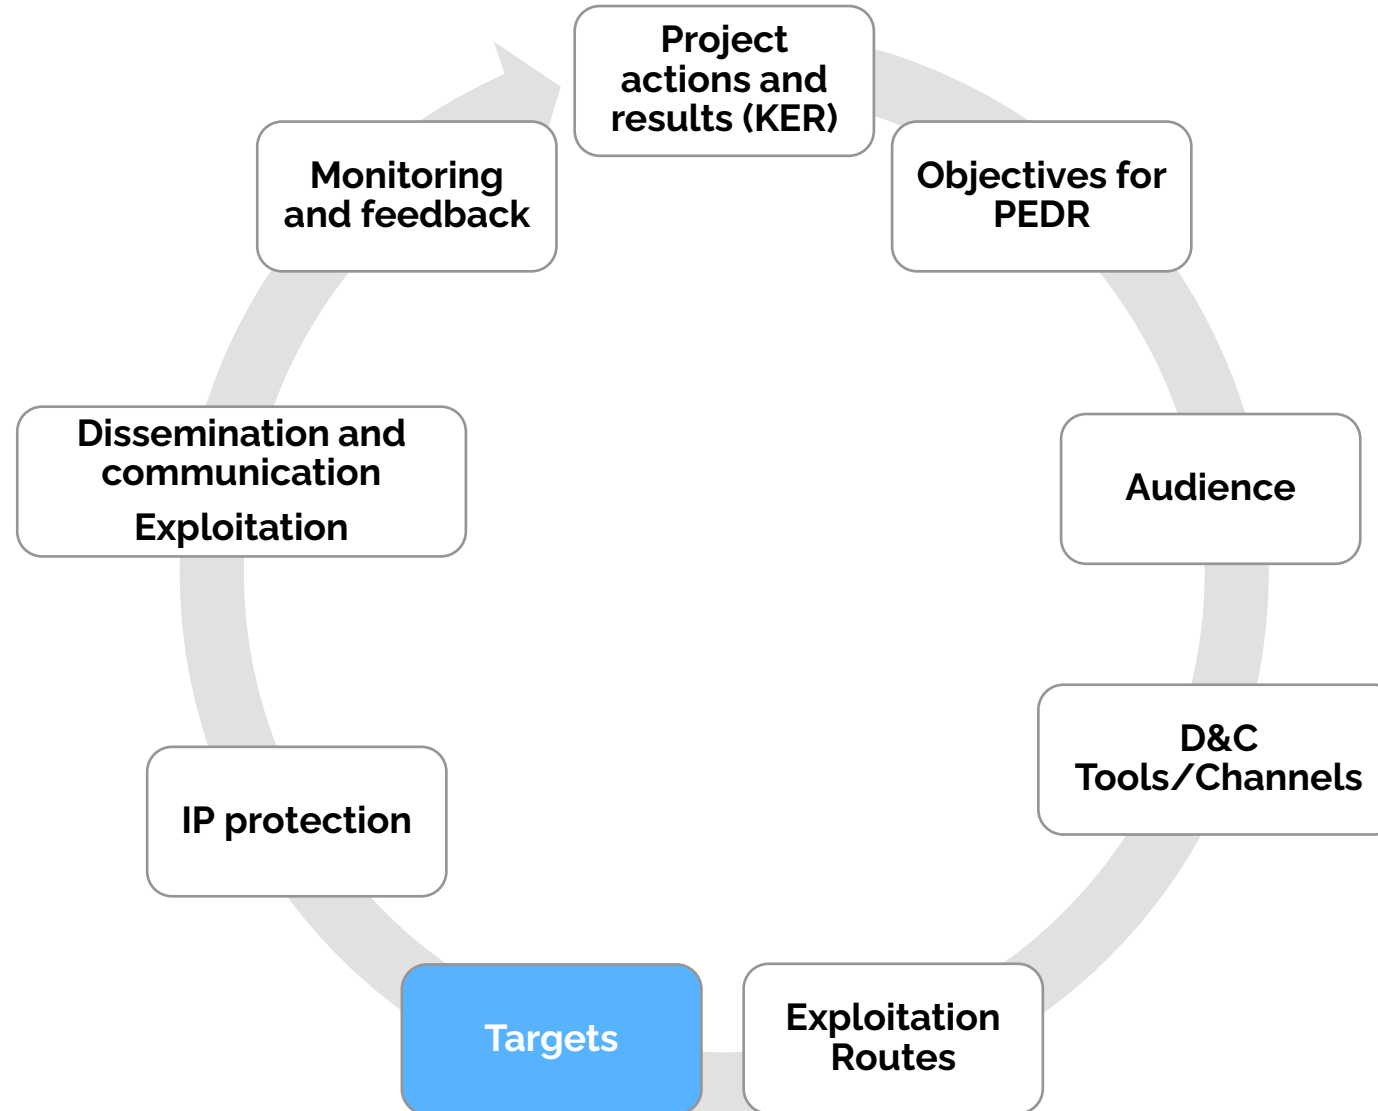 Project
actions and
results (KER)
Objectives for
PEDR
Audience
D&C
Tools/Channels
Exploitation
Routes
Targets
IP protection
Dissemination and
communication
Exploitation
Monitoring
and feedback